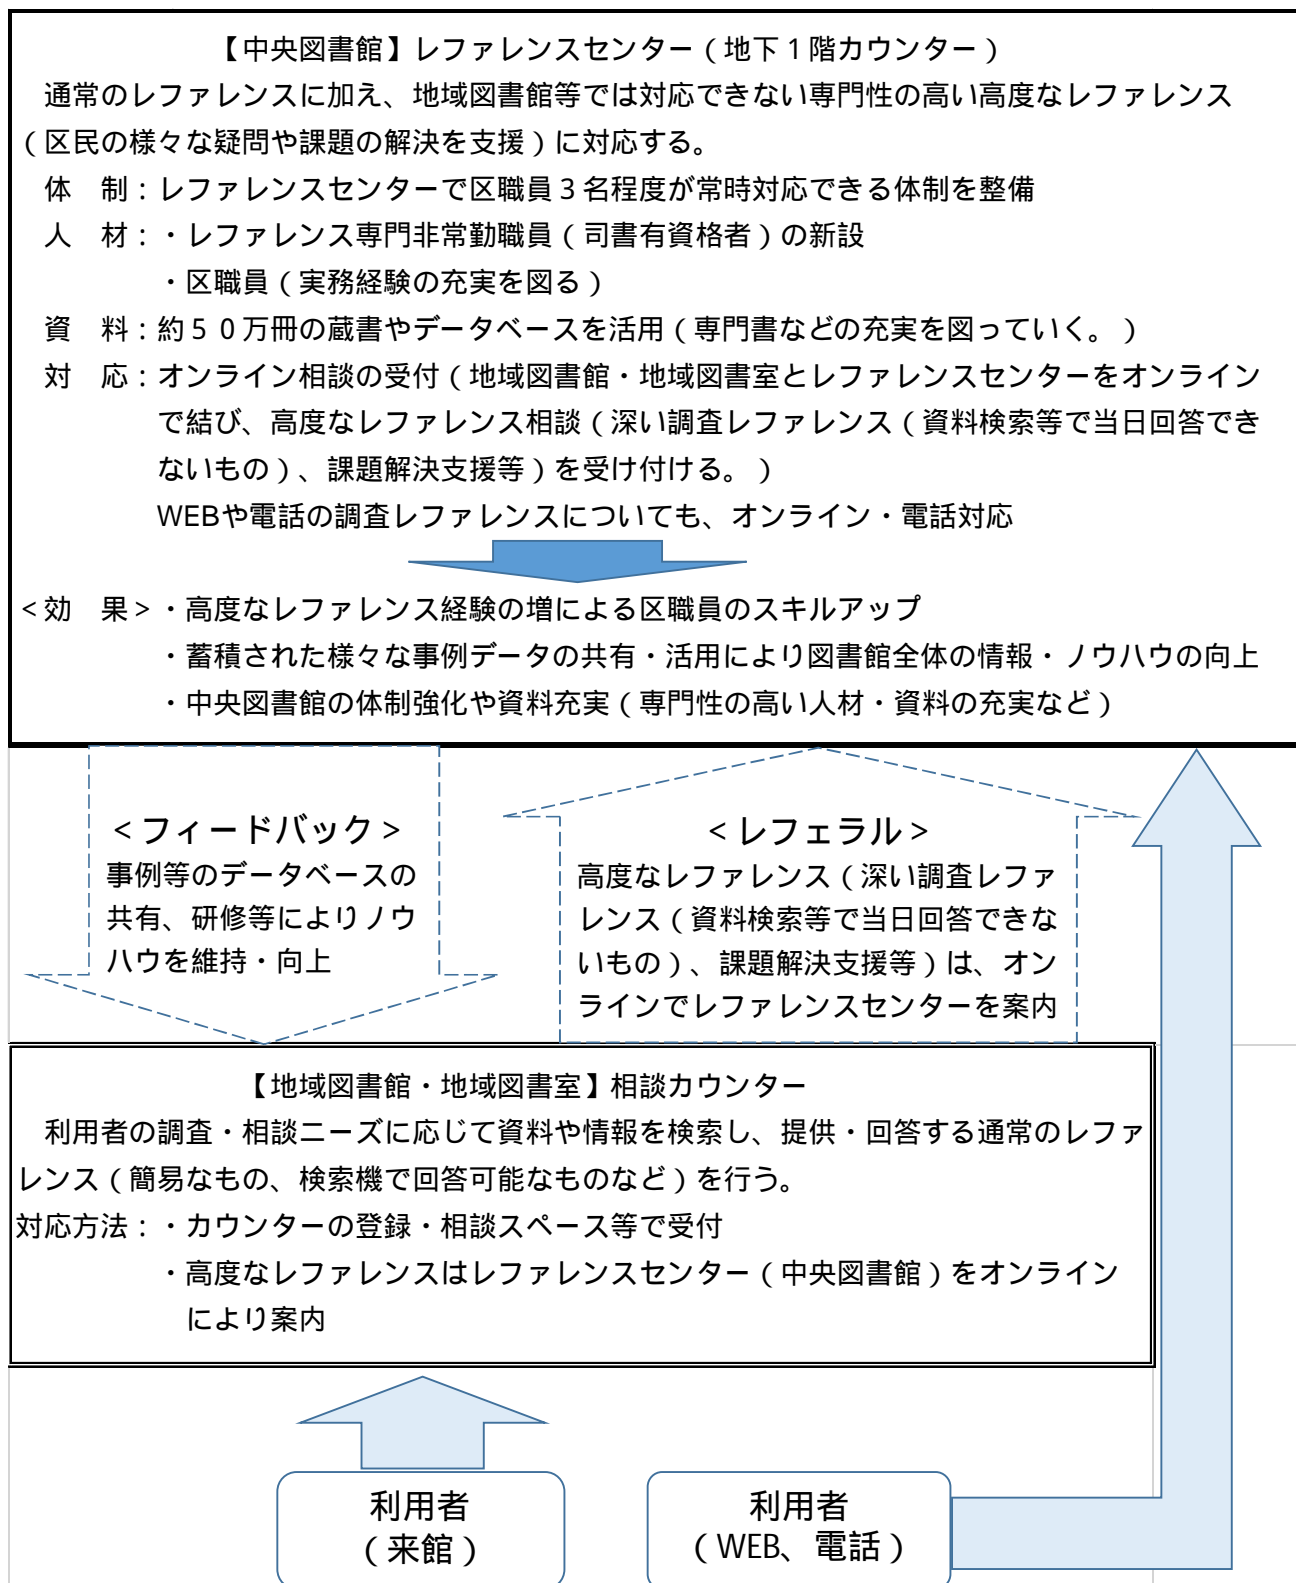 【中央図書館】レファレンスセンター（地下１階カウンター）
通常のレファレンスに加え、地域図書館等では対応できない専門性の高い高度なレファレンス
（区民の様々な疑問や課題の解決を支援）に対応する。
体　制：レファレンスセンターで区職員３名程度が常時対応できる体制を整備
人　材：・レファレンス専門非常勤職員（司書有資格者）の新設
・区職員（実務経験の充実を図る）
資　料：約５０万冊の蔵書やデータベースを活用（専門書などの充実を図っていく。）
対　応：オンライン相談の受付（地域図書館・地域図書室とレファレンスセンターをオンライン
で結び、高度なレファレンス相談（深い調査レファレンス（資料検索等で当日回答でき
ないもの）、課題解決支援等）を受け付ける。）
WEBや電話の調査レファレンスについても、オンライン・電話対応
<効　果>・高度なレファレンス経験の増による区職員のスキルアップ
・蓄積された様々な事例データの共有・活用により図書館全体の情報・ノウハウの向上
・中央図書館の体制強化や資料充実（専門性の高い人材・資料の充実など）
<フィードバック>
事例等のデータベースの
共有、研修等によりノウ
ハウを維持・向上
<レフェラル>
高度なレファレンス（深い調査レファ
レンス（資料検索等で当日回答できな
いもの）、課題解決支援等）は、オン
ラインでレファレンスセンターを案内
【地域図書館・地域図書室】相談カウンター
利用者の調査・相談ニーズに応じて資料や情報を検索し、提供・回答する通常のレファ
レンス（簡易なもの、検索機で回答可能なものなど）を行う。
対応方法：・カウンターの登録・相談スペース等で受付
・高度なレファレンスはレファレンスセンター（中央図書館）をオンライン
により案内
利用者
（来館）
利用者
（WEB、電話）